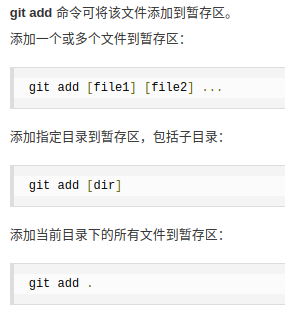 git add 命令可将该文件添加到暂存区。
添加一个或多个文件到暂存区：
git add [file1] [file2] ...
添加指定目录到暂存区，包括子目录：
git add [dir]
添加当前目录下的所有文件到暂存区：
git add .